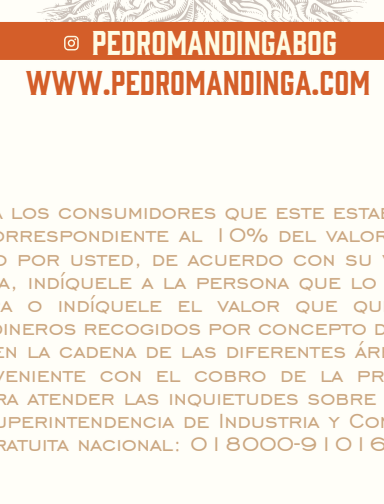 PEDROMANDINGABOG
WWW.PEDROMANDINGA.COM
A LOS CONSUMIDORES QUE ESTE ESTAB
ORRESPONDIENTE AL 10% DEL VALOR
O POR USTED, DE ACUERDO CON SU
A, INDÍQUELE A LA PERSONA QUE LO
A O INDÍQUELE EL VALOR QUE QU
DINEROS RECOGIDOS POR CONCEPTO D
EN LA CADENA DE LAS DIFERENTES ÁR
VENIENTE CON EL COBRO DE LA PR
RA ATENDER LAS INQUIETUDES SOBRE
UPERINTENDENCIA DE INDUSTRIA Y COM
RATUITA NACIONAL: 018000-91016